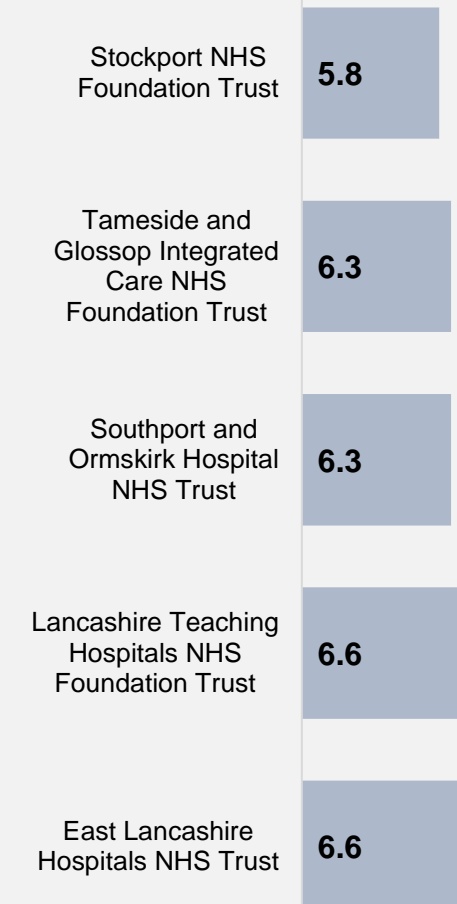 Stockport NHS
Foundation Trust
5.8
Tameside and
Glossop Integrated
Care NHS
Foundation Trust
6.3
Southport and
Ormskirk Hospital
NHS Trust
6.3
Lancashire Teaching
Hospitals NHS
Foundation Trust
6.6
East Lancashire
Hospitals NHS Trust
6.6